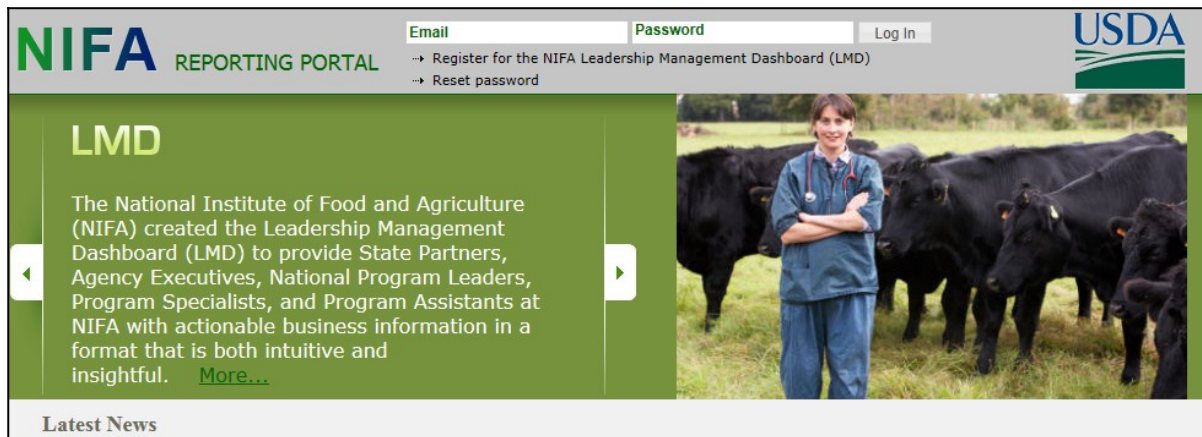 NIFA REPORTING PORTAL
Email Password Log In
⇢ Register for the NIFA Leadership Management Dashboard (LMD)
⇢ Reset password
USDA
LMD
The National Institute of Food and Agriculture
(NIFA) created the Leadership Management
Dashboard (LMD) to provide State Partners,
Agency Executives, National Program Leaders,
Program Specialists, and Program Assistants at
NIFA with actionable business information in a
format that is both intuitive and
insightful. More...
Latest News